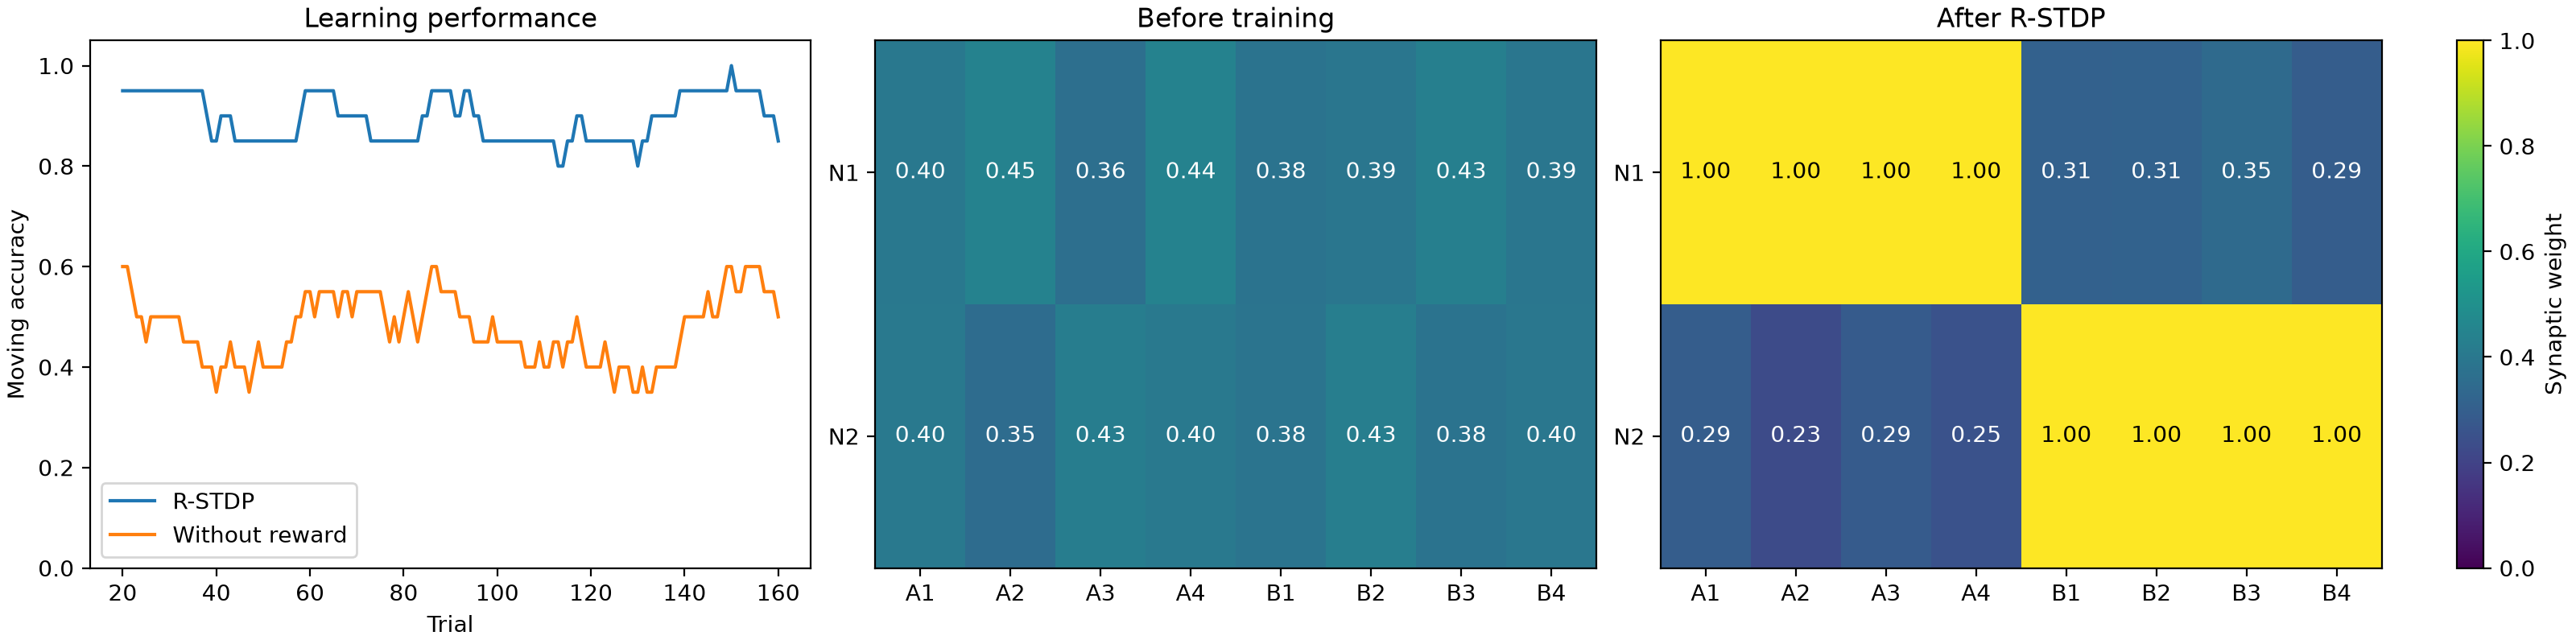 Learning performance
Moving accuracy
1.0
0.8
0.6
0.4
0.2
0.0
R-STDP
Without reward
20 40 60 80 100 120 140 160
Trial
Before training
N1 0.40 0.45 0.36 0.44 0.38 0.39 0.43 0.39
N2 0.40 0.35 0.43 0.40 0.38 0.43 0.38 0.40
A1 A2 A3 A4 B1 B2 B3 B4
After R-STDP
N1 1.00 1.00 1.00 1.00 0.31 0.31 0.35 0.29
N2 0.29 0.23 0.29 0.25 1.00 1.00 1.00 1.00
A1 A2 A3 A4 B1 B2 B3 B4
1.0
0.8
0.6
0.4
0.2
0.0
Synaptic weight